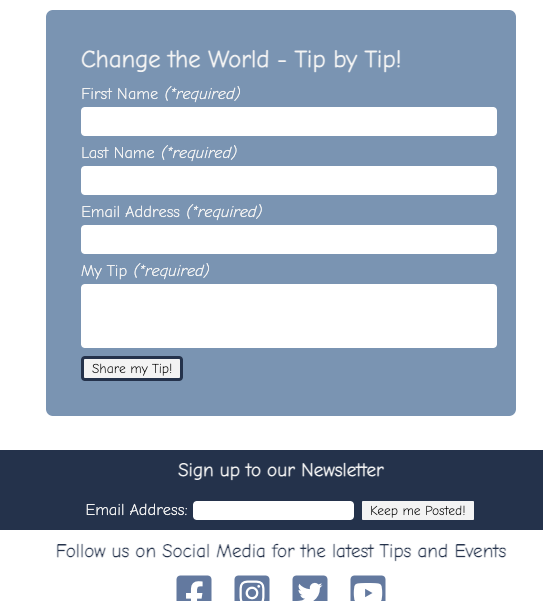 Change the World - Tip by Tip!
First Name (*required)
Last Name (*required)
Email Address (*required)
My Tip (*required)
Share my Tip!
Sign up to our Newsletter
Email Address: Keep me Posted!
Follow us on Social Media for the latest Tips and Events